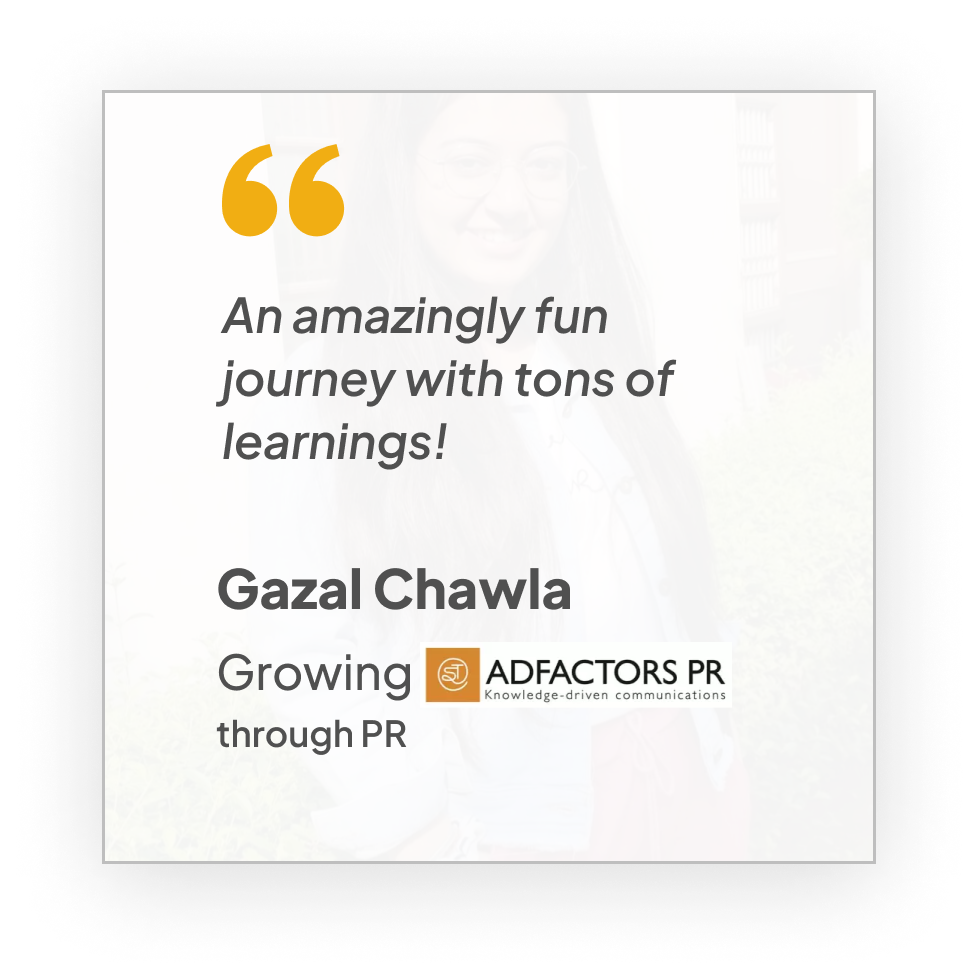 “
An amazingly fun
journey with tons of
learnings!
Gazal Chawla
Growing
ADFACTORS PR
Knowledge-driven communications
through PR